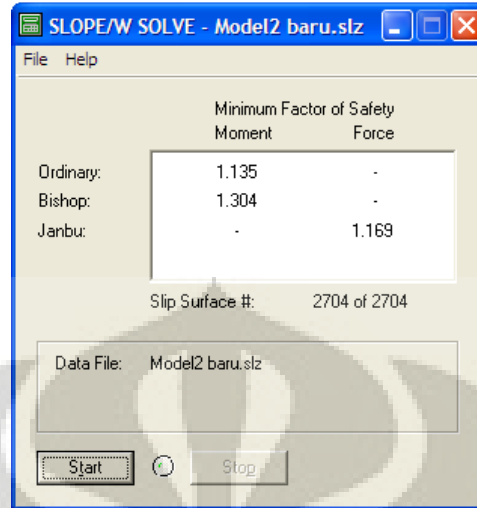 SLOPE/W SOLVE - Model2 baru.slz
File Help
Minimum Factor of Safety
Moment Force
Ordinary: 1.135 -
Bishop: 1.304 -
Janbu: - 1.169
Slip Surface #: 2704 of 2704
Data File: Model2 baru.slz
Start Stop